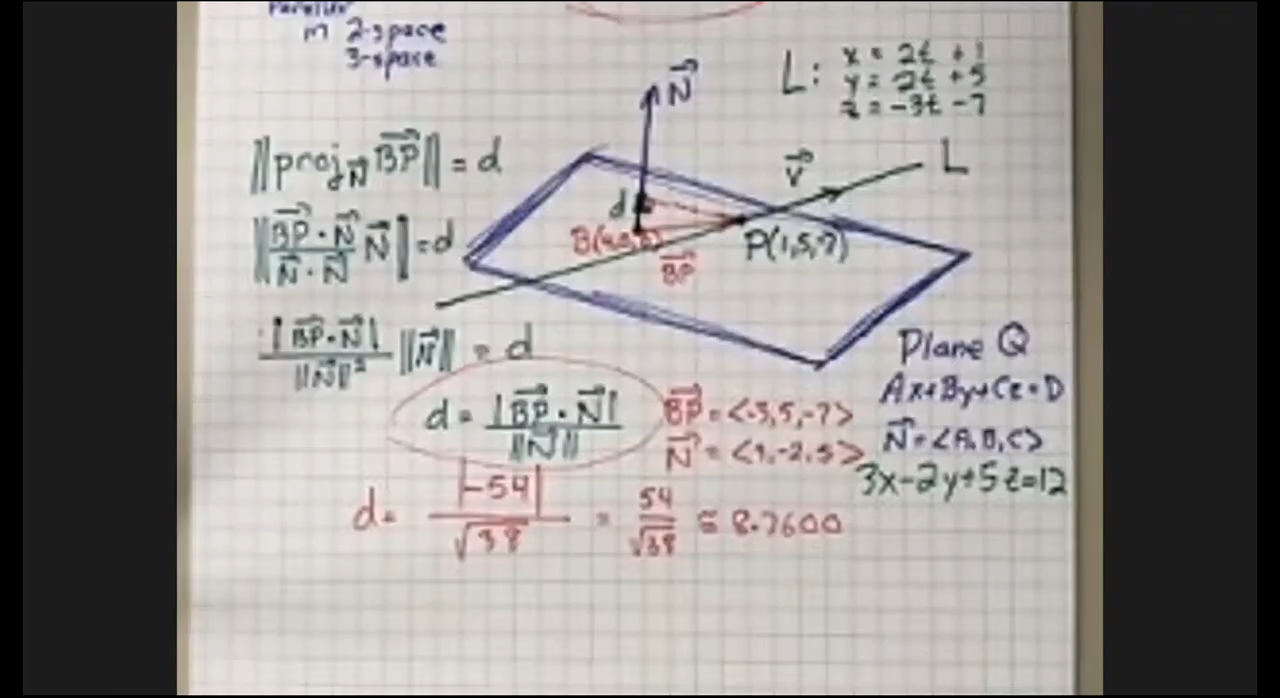 Parallel
in 2-space
3-space
L: x = 2t + 1
y = 2t + 5
z = -3t - 7
N⃗
‖proj_N⃗ BP⃗‖ = d
V⃗
L
d
‖(BP⃗ · N⃗)/(N⃗ · N⃗) N⃗‖ = d
P(1,5,-7)
BP⃗
|BP⃗ · N⃗|/‖N⃗‖² ‖N⃗‖ = d
Plane Q
Ax+By+Cz=D
d = |BP⃗ · N⃗|/‖N⃗‖
BP⃗ = <-3,5,-7>
N⃗ = <A,B,C>
N⃗ = < ,-2,5>
3x-2y+5z=12
d = |-54|/√38 = 54/√38 ≅ 8.7600